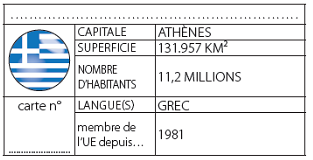 CAPITALE ATHÈNES
SUPERFICIE 131.957 KM²
NOMBRE
D'HABITANTS 11,2 MILLIONS
carte n° LANGUE(S) GREC
membre de
l'UE depuis... 1981